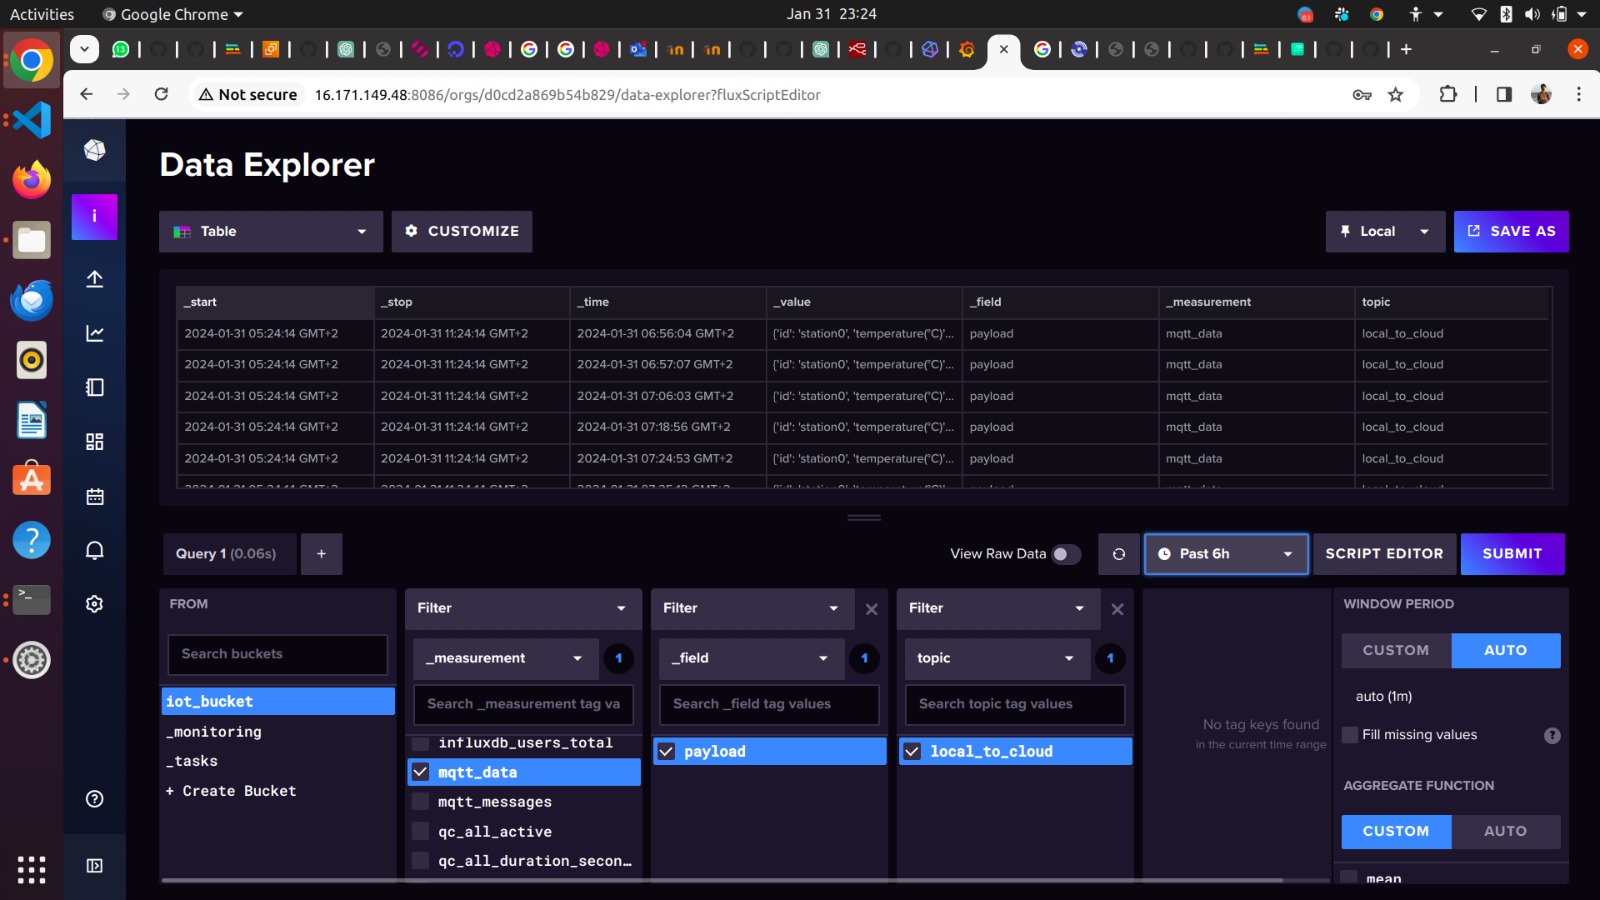 Activities
Google Chrome
Jan 31 23:24
Not secure
16.171.149.48:8086/orgs/d0cd2a869b54b829/data-explorer?fluxScriptEditor
Data Explorer
Table
CUSTOMIZE
Local
SAVE AS
_start _stop _time _value _field _measurement topic
2024-01-31 05:24:14 GMT+2 2024-01-31 11:24:14 GMT+2 2024-01-31 06:56:04 GMT+2 {'id': 'station0', 'temperature(°C)'... payload mqtt_data local_to_cloud
2024-01-31 05:24:14 GMT+2 2024-01-31 11:24:14 GMT+2 2024-01-31 06:57:07 GMT+2 {'id': 'station0', 'temperature(°C)'... payload mqtt_data local_to_cloud
2024-01-31 05:24:14 GMT+2 2024-01-31 11:24:14 GMT+2 2024-01-31 07:06:03 GMT+2 {'id': 'station0', 'temperature(°C)'... payload mqtt_data local_to_cloud
2024-01-31 05:24:14 GMT+2 2024-01-31 11:24:14 GMT+2 2024-01-31 07:18:56 GMT+2 {'id': 'station0', 'temperature(°C)'... payload mqtt_data local_to_cloud
2024-01-31 05:24:14 GMT+2 2024-01-31 11:24:14 GMT+2 2024-01-31 07:24:53 GMT+2 {'id': 'station0', 'temperature(°C)'... payload mqtt_data local_to_cloud
Query 1 (0.06s)
+
View Raw Data
Past 6h
SCRIPT EDITOR
SUBMIT
FROM
Search buckets
iot_bucket
_monitoring
_tasks
+ Create Bucket
Filter
_measurement
1
Search _measurement tag va
influxdb_users_total
mqtt_data
mqtt_messages
qc_all_active
qc_all_duration_secon...
Filter
_field
1
Search _field tag values
payload
Filter
topic
1
Search topic tag values
local_to_cloud
No tag keys found
in the current time range
WINDOW PERIOD
CUSTOM
AUTO
auto (1m)
Fill missing values
?
AGGREGATE FUNCTION
CUSTOM
AUTO
mean